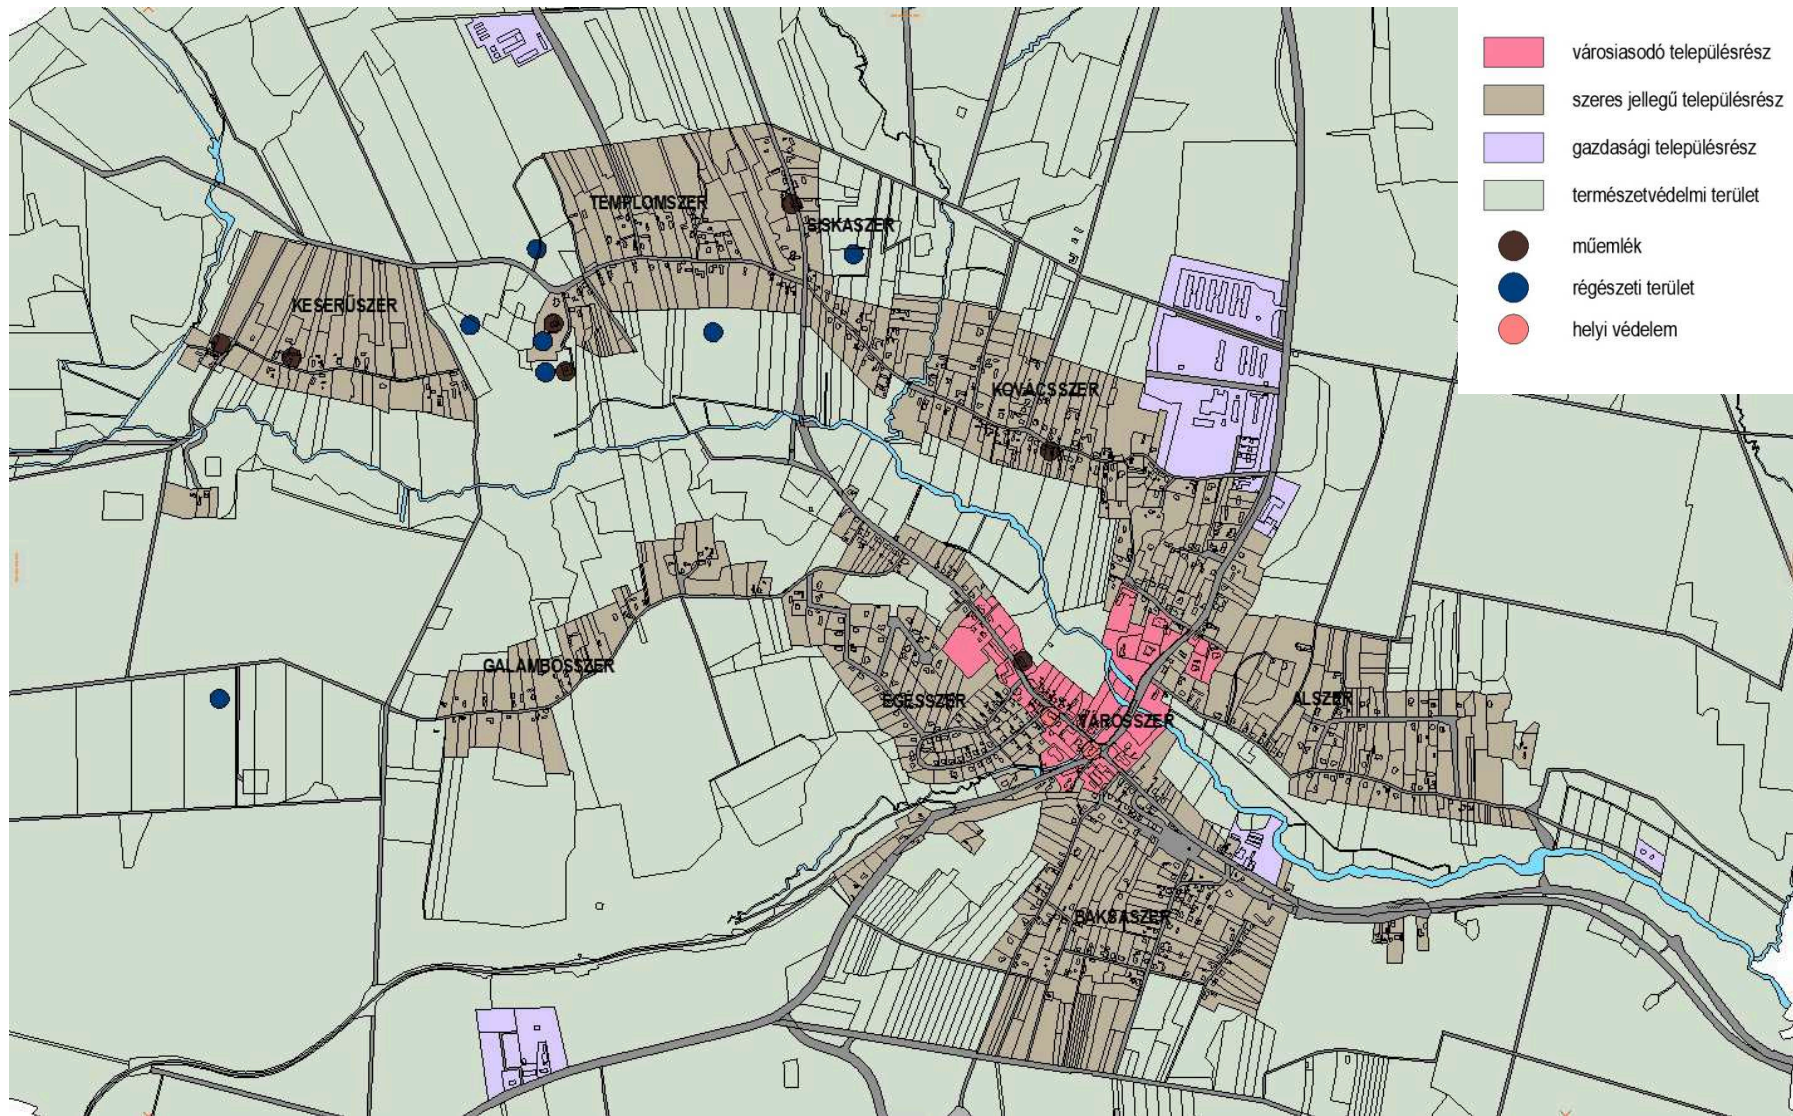 városiasodó településrész
szeres jellegű településrész
gazdasági településrész
természetvédelmi terület
műemlék
régészeti terület
helyi védelem
TEMPLOMSZER
SISKASZER
KESERŰSZER
KOVÁCSSZER
GALAMBOSSZER
ÉGÉSSZER
VÁROSSZER
ALSZER
BAKSASZER